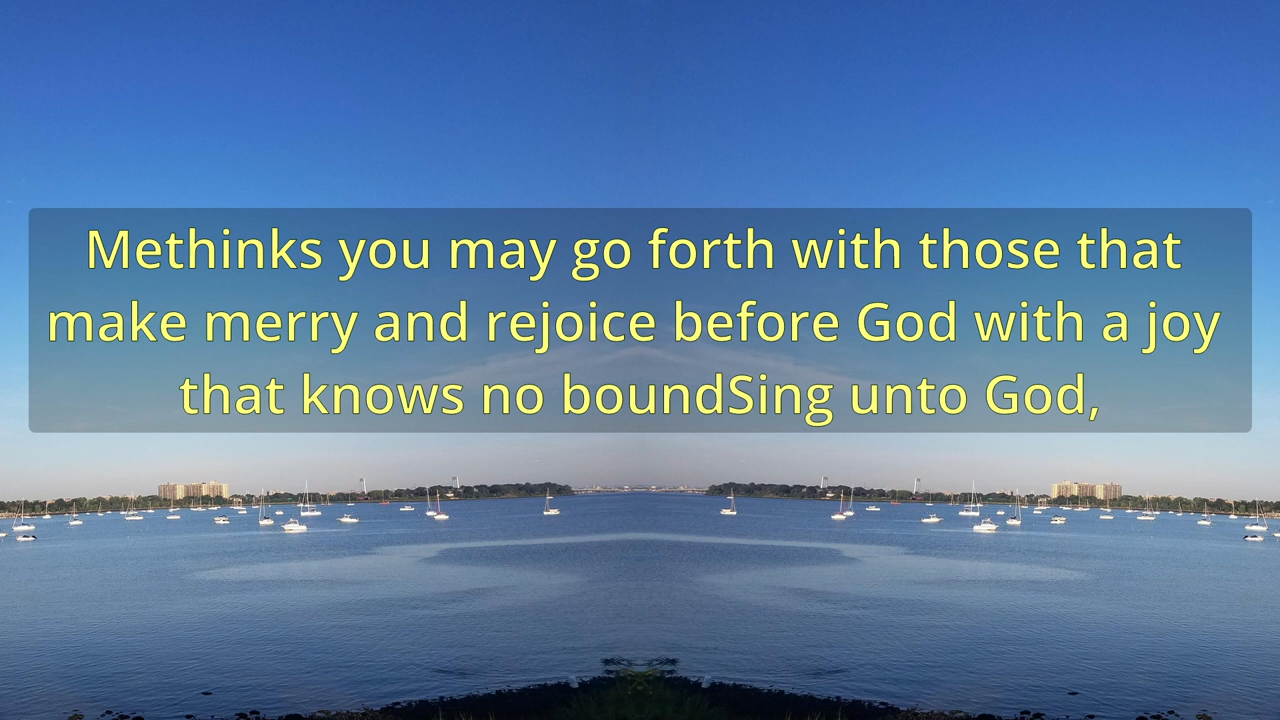 Methinks you may go forth with those that
make merry and rejoice before God with a joy
that knows no boundSing unto God,